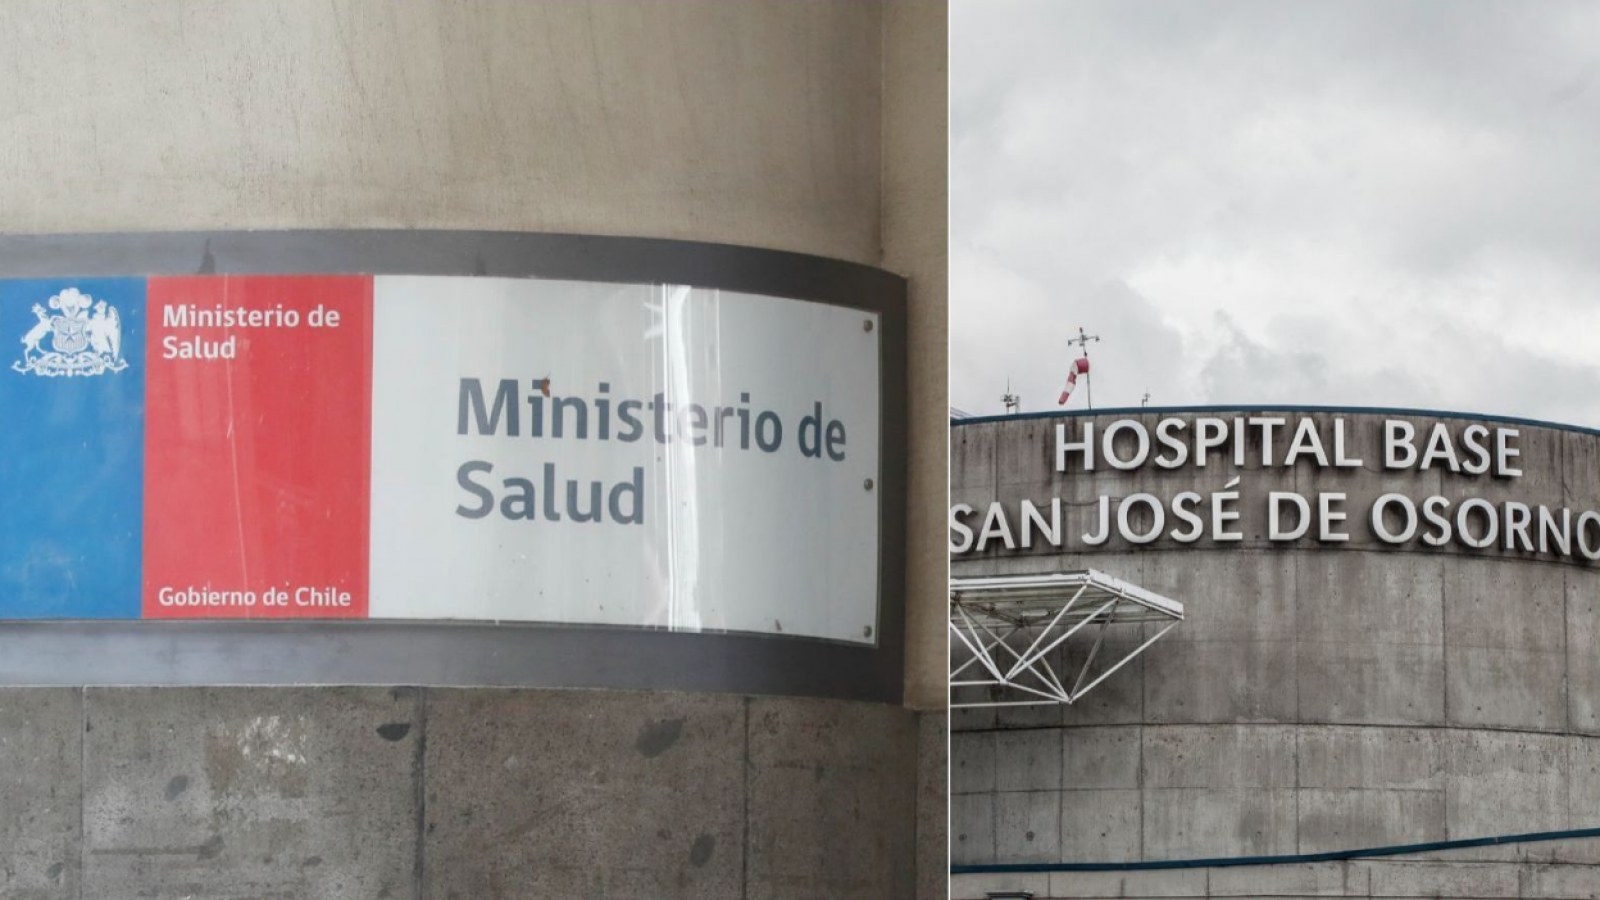 Ministerio de
Salud
Gobierno de Chile
Ministerio de
Salud
HOSPITAL BASE
SAN JOSÉ DE OSORNO